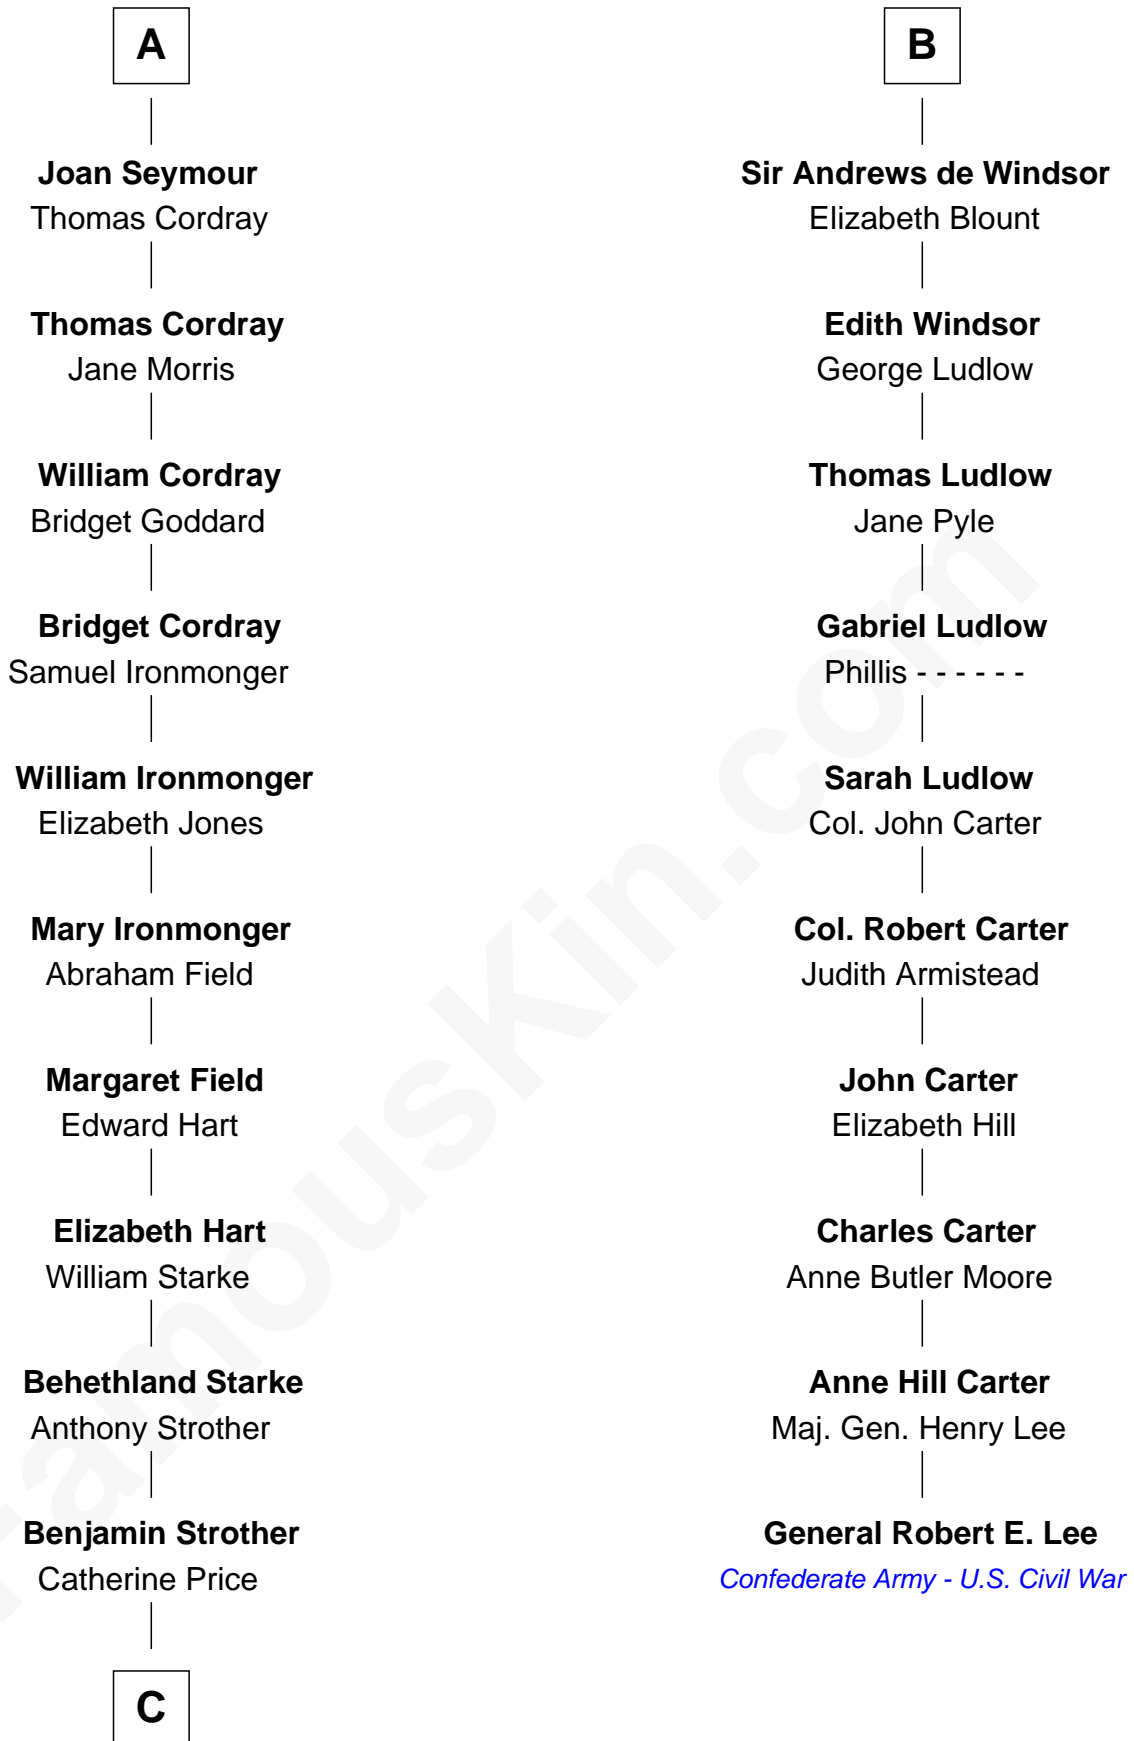 A
Joan Seymour
Thomas Cordray
Thomas Cordray
Jane Morris
William Cordray
Bridget Goddard
Bridget Cordray
Samuel Ironmonger
William Ironmonger
Elizabeth Jones
Mary Ironmonger
Abraham Field
Margaret Field
Edward Hart
Elizabeth Hart
William Starke
Behethland Starke
Anthony Strother
Benjamin Strother
Catherine Price
C
B
Sir Andrews de Windsor
Elizabeth Blount
Edith Windsor
George Ludlow
Thomas Ludlow
Jane Pyle
Gabriel Ludlow
Phillis - - - - - -
Sarah Ludlow
Col. John Carter
Col. Robert Carter
Judith Armistead
John Carter
Elizabeth Hill
Charles Carter
Anne Butler Moore
Anne Hill Carter
Maj. Gen. Henry Lee
General Robert E. Lee
Confederate Army - U.S. Civil War
FamousKin.com